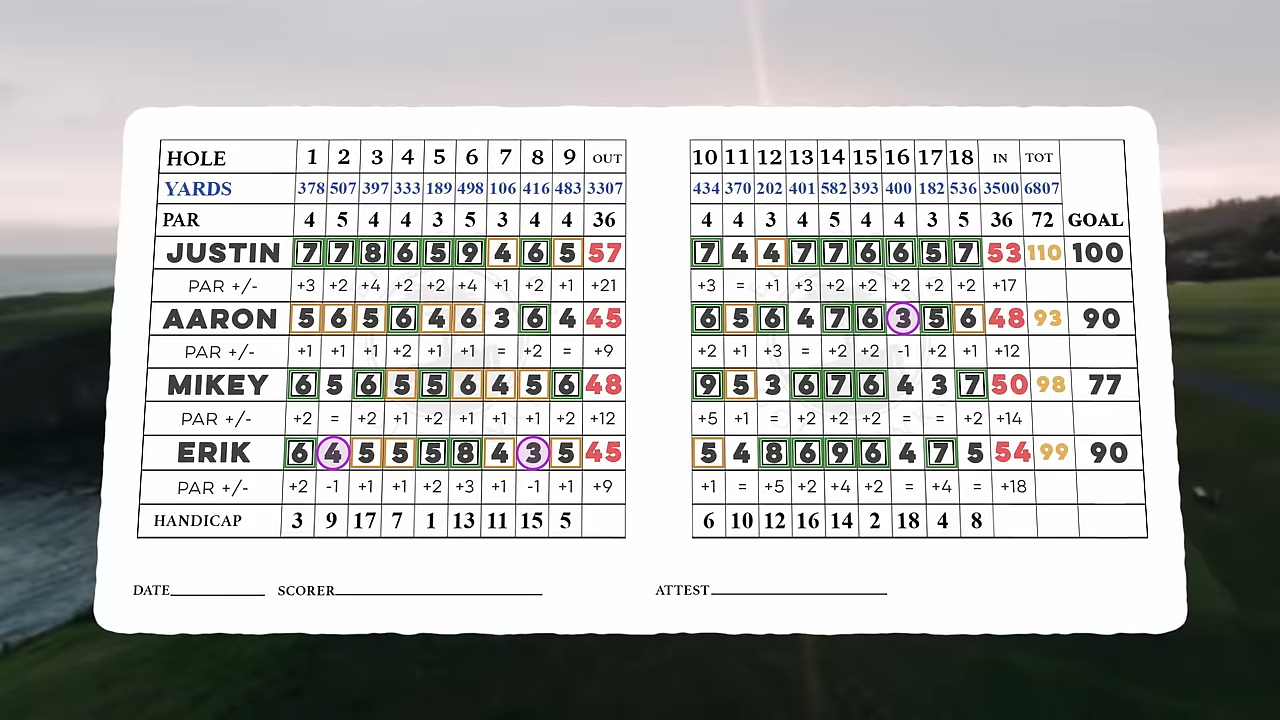 HOLE 1 2 3 4 5 6 7 8 9 OUT 10 11 12 13 14 15 16 17 18 IN TOT
YARDS 378 507 397 333 189 498 106 416 483 3307 434 370 202 401 582 393 400 182 536 3500 6807
PAR 4 5 4 4 3 5 3 4 4 36 4 4 3 4 5 4 4 3 5 36 72 GOAL
JUSTIN 7 7 8 6 5 9 4 6 5 57 7 4 4 7 7 6 6 5 7 53 110 100
PAR +/- +3 +2 +4 +2 +2 +4 +1 +2 +1 +21 +3 = +1 +3 +2 +2 +2 +2 +2 +17
AARON 5 6 5 6 4 6 3 6 4 45 6 5 6 4 7 6 3 5 6 48 93 90
PAR +/- +1 +1 +1 +2 +1 +1 = +2 = +9 +2 +1 +3 = +2 +2 -1 +2 +1 +12
MIKEY 6 5 6 5 5 6 4 5 6 48 9 5 3 6 7 6 4 3 7 50 98 77
PAR +/- +2 = +2 +1 +2 +1 +1 +1 +2 +12 +5 +1 = +2 +2 +2 = = +2 +14
ERIK 6 4 5 5 5 8 4 3 5 45 5 4 8 6 9 6 4 7 5 54 99 90
PAR +/- +2 -1 +1 +1 +2 +3 +1 -1 +1 +9 +1 = +5 +2 +4 +2 = +4 = +18
HANDICAP 3 9 17 7 1 13 11 15 5 6 10 12 16 14 2 18 4 8
DATE SCORER ATTEST